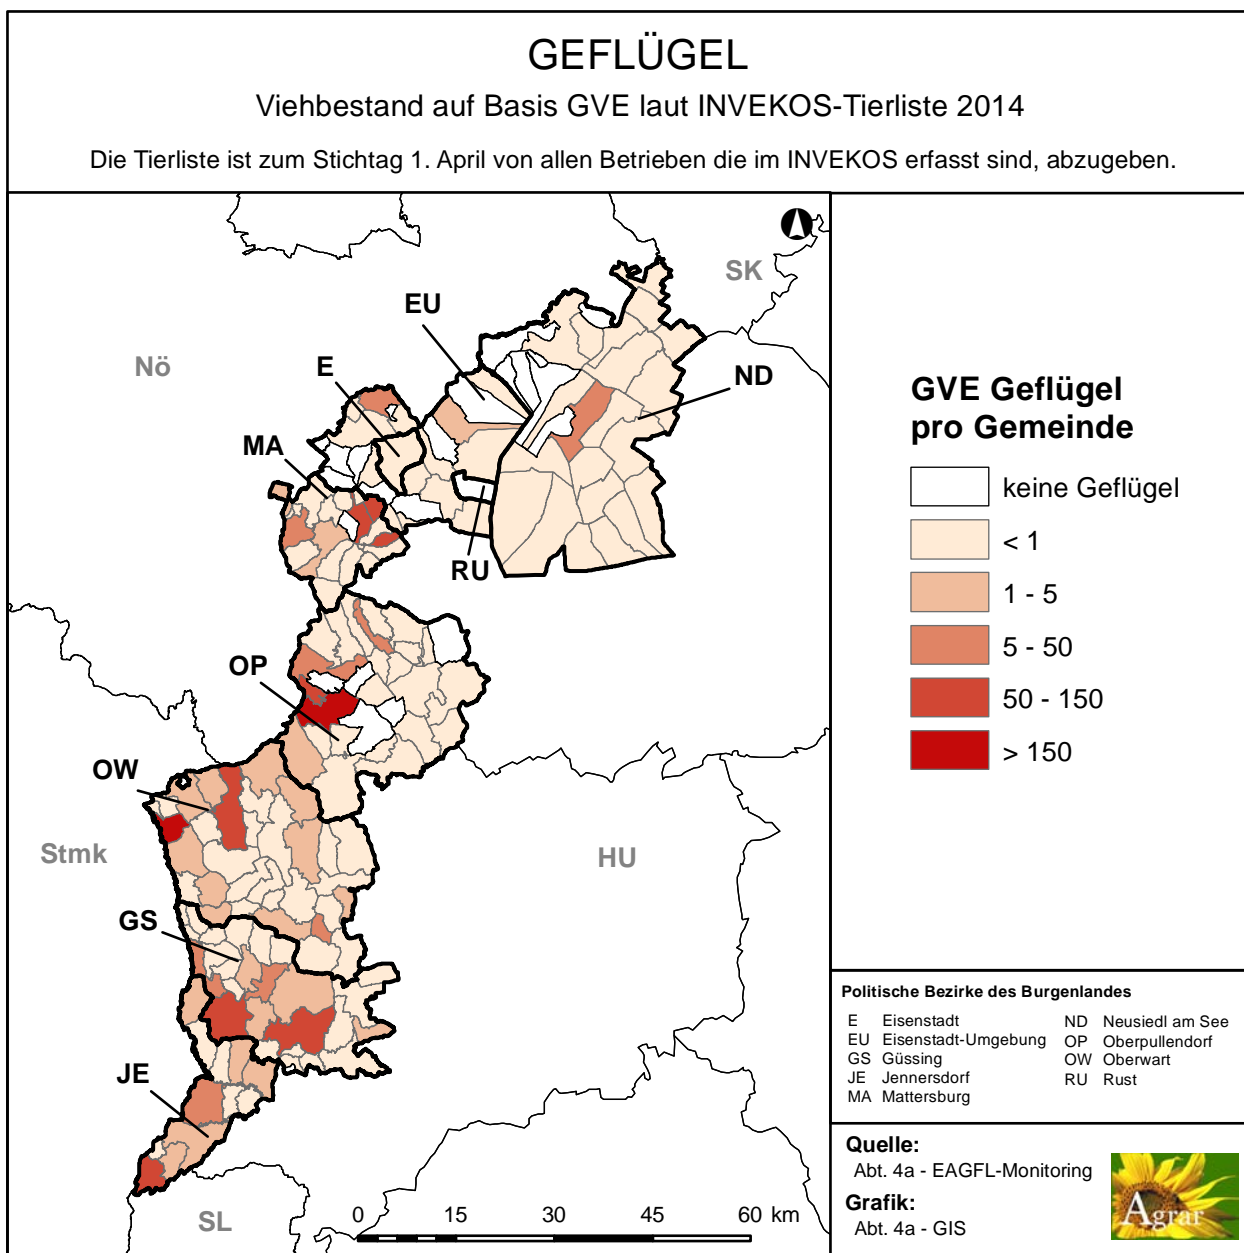 GEFLÜGEL
Viehbestand auf Basis GVE laut INVEKOS-Tierliste 2014
Die Tierliste ist zum Stichtag 1. April von allen Betrieben die im INVEKOS erfasst sind, abzugeben.
SK
EU
Nö
E
ND
MA
RU
OP
OW
Stmk
HU
GS
JE
SL
0 15 30 45 60 km
GVE Geflügel
pro Gemeinde
keine Geflügel
< 1
1 - 5
5 - 50
50 - 150
> 150
Politische Bezirke des Burgenlandes
E Eisenstadt
EU Eisenstadt-Umgebung
GS Güssing
JE Jennersdorf
MA Mattersburg
ND Neusiedl am See
OP Oberpullendorf
OW Oberwart
RU Rust
Quelle:
Abt. 4a - EAGFL-Monitoring
Grafik:
Abt. 4a - GIS
Agrar